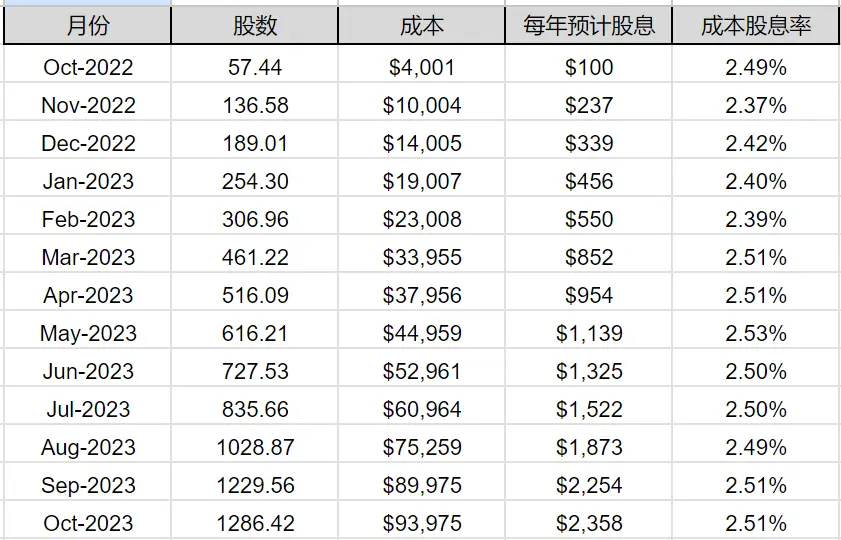 月份 股数 成本 每年预计股息 成本股息率
Oct-2022 57.44 $4,001 $100 2.49%
Nov-2022 136.58 $10,004 $237 2.37%
Dec-2022 189.01 $14,005 $339 2.42%
Jan-2023 254.30 $19,007 $456 2.40%
Feb-2023 306.96 $23,008 $550 2.39%
Mar-2023 461.22 $33,955 $852 2.51%
Apr-2023 516.09 $37,956 $954 2.51%
May-2023 616.21 $44,959 $1,139 2.53%
Jun-2023 727.53 $52,961 $1,325 2.50%
Jul-2023 835.66 $60,964 $1,522 2.50%
Aug-2023 1028.87 $75,259 $1,873 2.49%
Sep-2023 1229.56 $89,975 $2,254 2.51%
Oct-2023 1286.42 $93,975 $2,358 2.51%